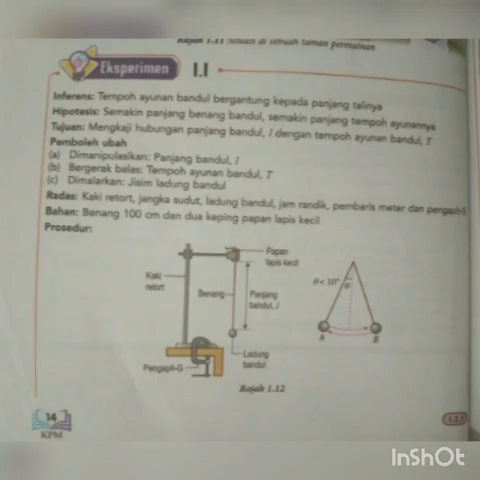 Rajah 1.11 Situasi di sebuah taman permainan
Eksperimen 1.1
Inferens: Tempoh ayunan bandul bergantung kepada panjang talinya
Hipotesis: Semakin panjang benang bandul, semakin panjang tempoh ayunannya
Tujuan: Mengkaji hubungan panjang bandul, l dengan tempoh ayunan bandul, T
Pemboleh ubah
(a) Dimanipulasikan: Panjang bandul, l
(b) Bergerak balas: Tempoh ayunan bandul, T
(c) Dimalarkan: Jisim ladung bandul
Radas: Kaki retort, jangka sudut, ladung bandul, jam randik, pembaris meter dan pengapit-G
Bahan: Benang 100 cm dan dua keping papan lapis kecil
Prosedur:
Papan
lapis kecil
Kaki
retort
Benang
Panjang
bandul, l
θ < 10°
θ
A
B
Ladung
bandul
Pengapit-G
Rajah 1.12
14
KPM
1.2.1
InShOt